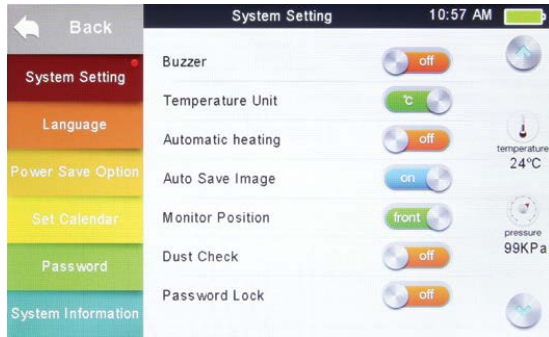 Back
System Setting
10:57 AM
System Setting
Language
Power Save Option
Set Calendar
Password
System Information
Buzzer
off
Temperature Unit
℃
Automatic heating
off
Auto Save Image
on
Monitor Position
front
Dust Check
off
Password Lock
off
temperature
24°C
pressure
99KPa